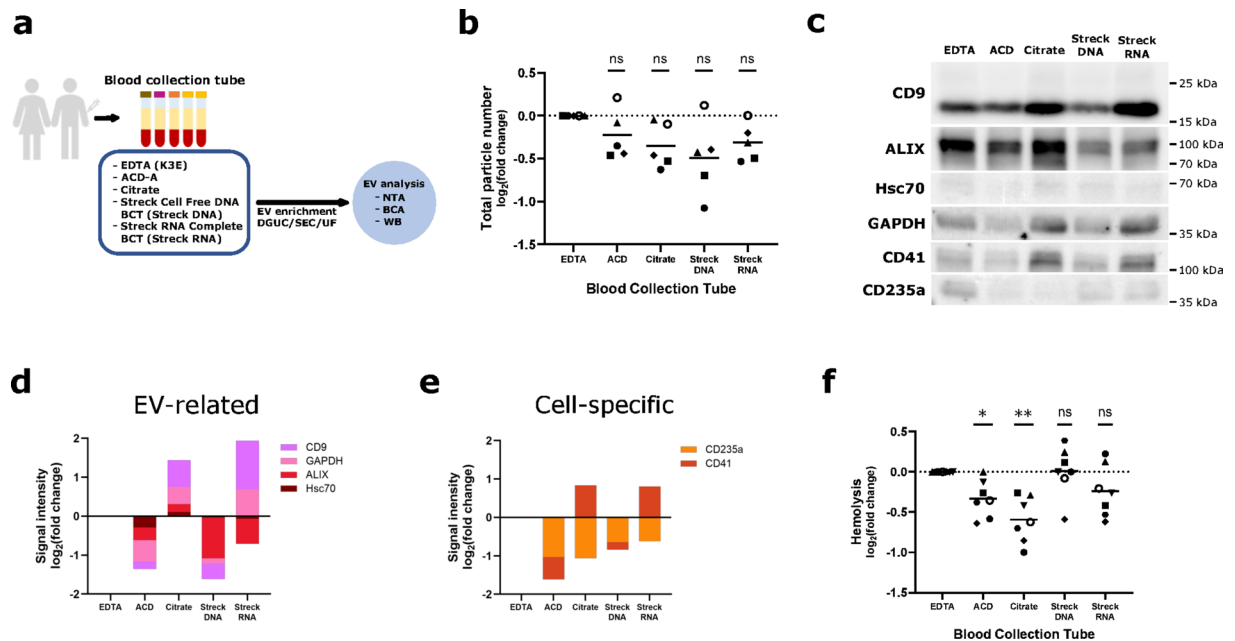 a
Blood collection tube
- EDTA (K3E)
- ACD-A
- Citrate
- Streck Cell Free DNA
BCT (Streck DNA)
- Streck RNA Complete
BCT (Streck RNA)
EV enrichment
DGUC/SEC/UF
EV analysis
- NTA
- BCA
- WB
b
ns ns ns ns
Total particle number
log2(fold change)
0.5
0.0
-0.5
-1.0
-1.5
EDTA ACD Citrate Streck DNA Streck RNA
Blood Collection Tube
c
EDTA ACD Citrate Streck DNA Streck RNA
CD9
25 kDa
15 kDa
ALIX
100 kDa
70 kDa
Hsc70
70 kDa
GAPDH
35 kDa
CD41
100 kDa
CD235a
35 kDa
d
EV-related
Signal intensity
log2(fold change)
2
1
0
-1
-2
EDTA ACD Citrate Streck DNA Streck RNA
CD9
GAPDH
ALIX
Hsc70
e
Cell-specific
Signal inensity
log2(fold change)
2
1
0
-1
-2
EDTA ACD Citrate Streck DNA Streck RNA
CD235a
CD41
f
* ** ns ns
Hemolysis
log2(fold change)
0.5
0.0
-0.5
-1.0
-1.5
EDTA ACD Citrate Streck DNA Streck RNA
Blood Collection Tube